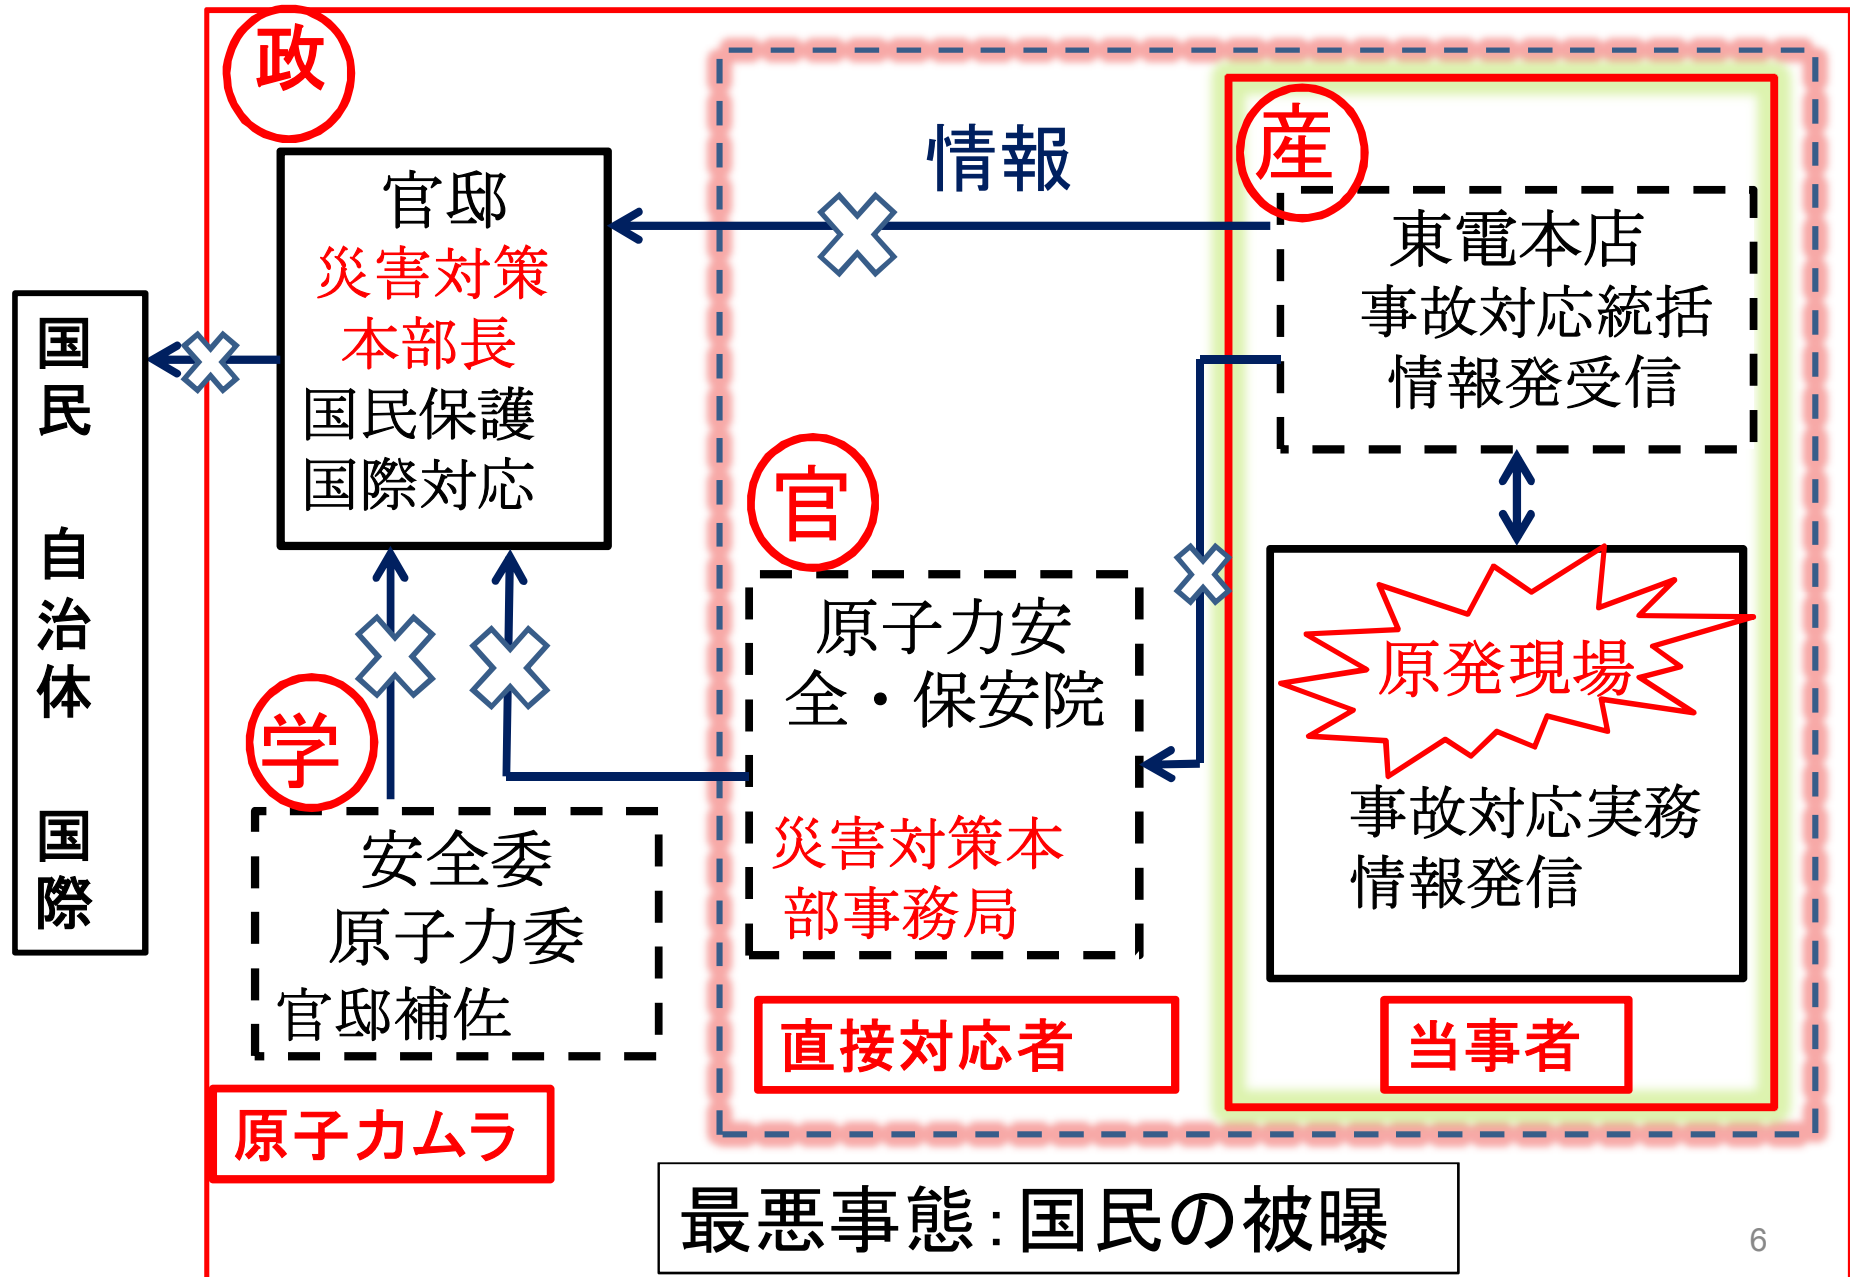 政
官邸
災害対策
本部長
国民保護
国際対応
国民 自治体 国際
情報
産
東電本店
事故対応統括
情報発受信
官
原子力安
全・保安院
災害対策本
部事務局
原発現場
事故対応実務
情報発信
学
安全委
原子力委
官邸補佐
直接対応者
当事者
原子力ムラ
最悪事態:国民の被曝
6